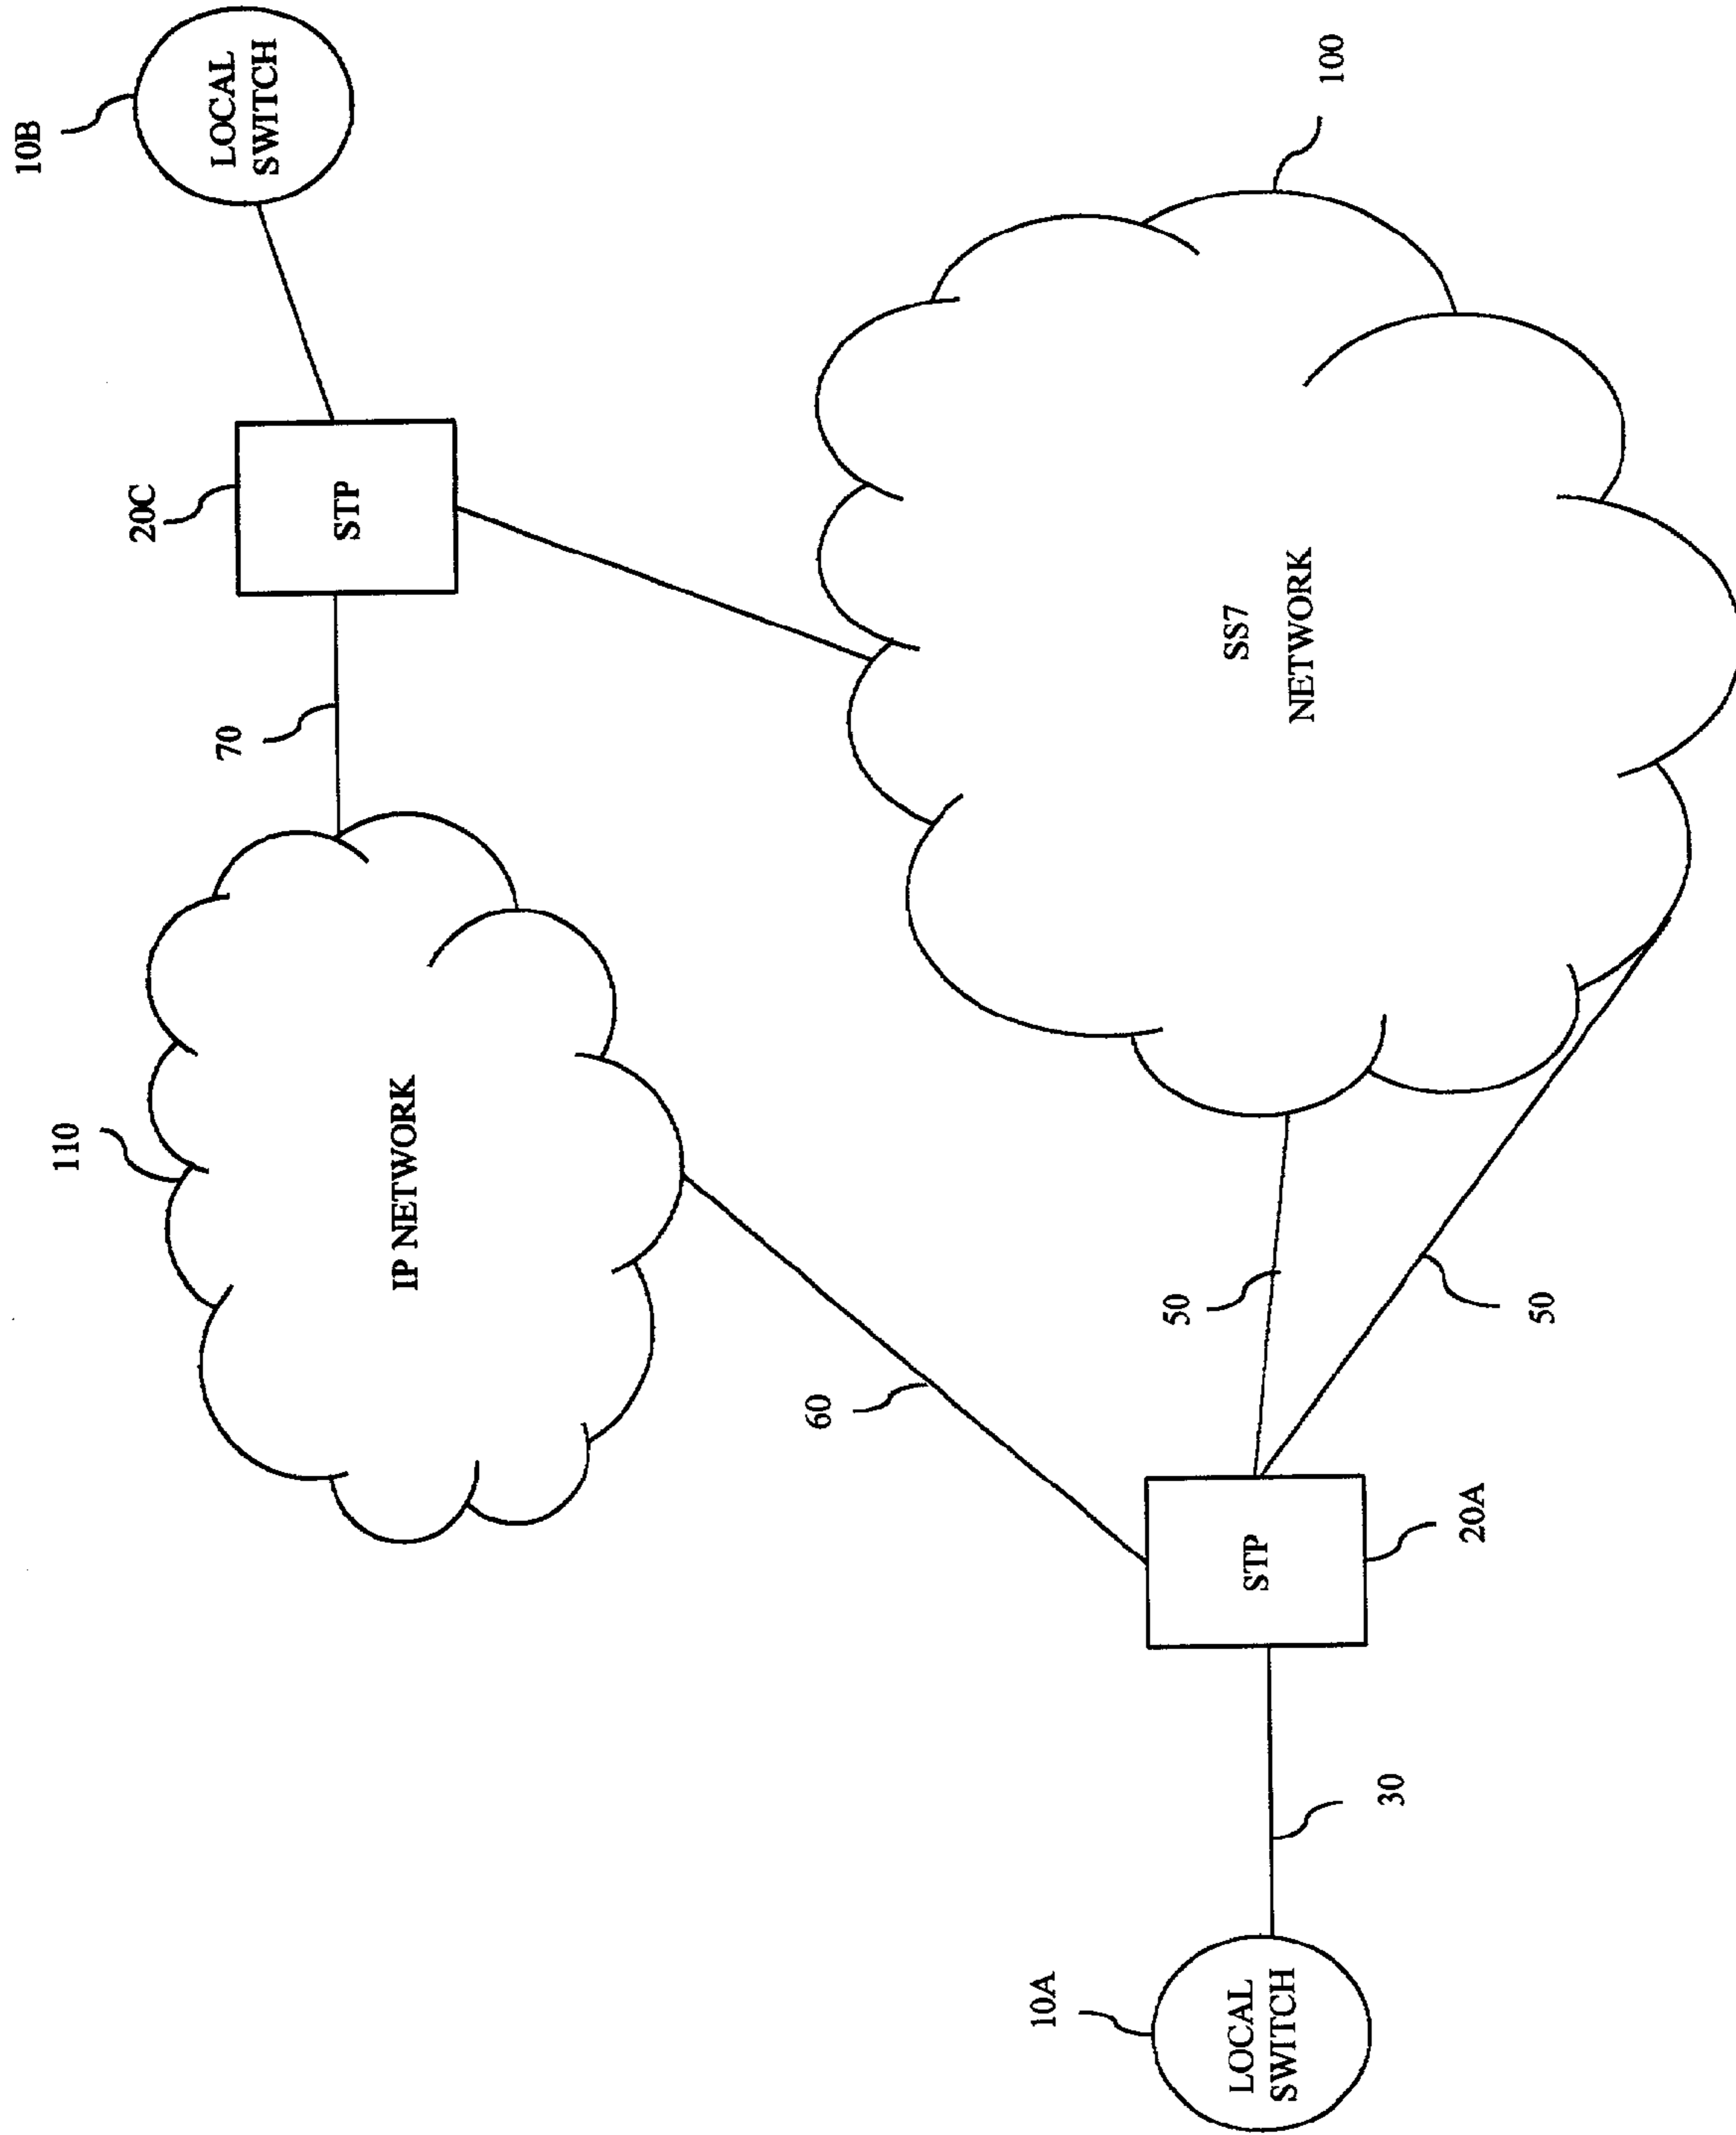 10B
LOCAL
SWITCH
20C
STP
70
110
IP NETWORK
100
SS7
NETWORK
60
50
50
STP
20A
30
10A
LOCAL
SWITCH